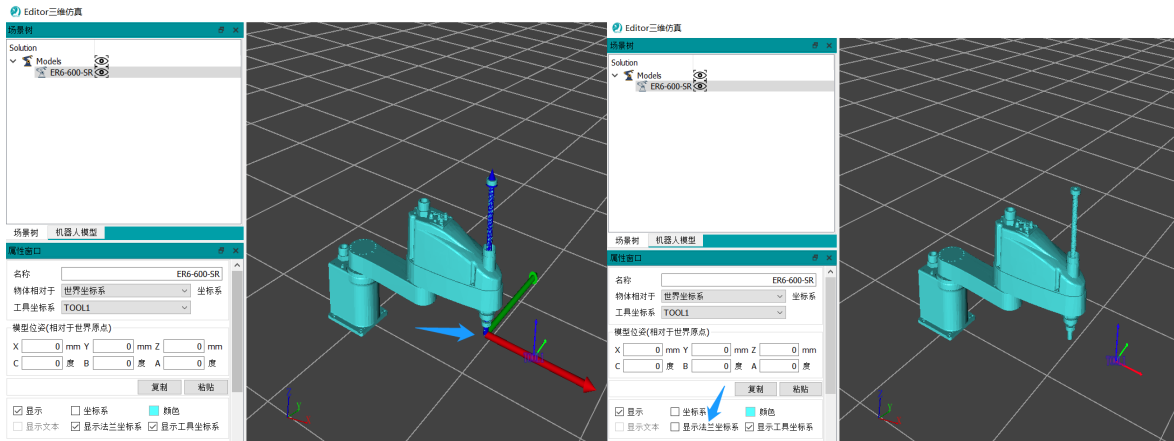 Editor三维仿真
场景树
Solution
Models
ER6-600-SR
场景树 机器人模型
属性窗口
名称 ER6-600-SR
物体相对于 世界坐标系 坐标系
工具坐标系 TOOL1
模型位姿(相对于世界原点)
X 0 mm Y 0 mm Z 0 mm
C 0 度 B 0 度 A 0 度
复制 粘贴
显示 坐标系 颜色
显示文本 显示法兰坐标系 显示工具坐标系
Z
Y
Editor三维仿真
场景树
Solution
Models
ER6-600-SR
场景树 机器人模型
属性窗口
名称 ER6-600-SR
物体相对于 世界坐标系 坐标系
工具坐标系 TOOL1
模型位姿(相对于世界原点)
X 0 mm Y 0 mm Z 0 mm
C 0 度 B 0 度 A 0 度
复制 粘贴
显示 坐标系 颜色
显示文本 显示法兰坐标系 显示工具坐标系
Z
Y